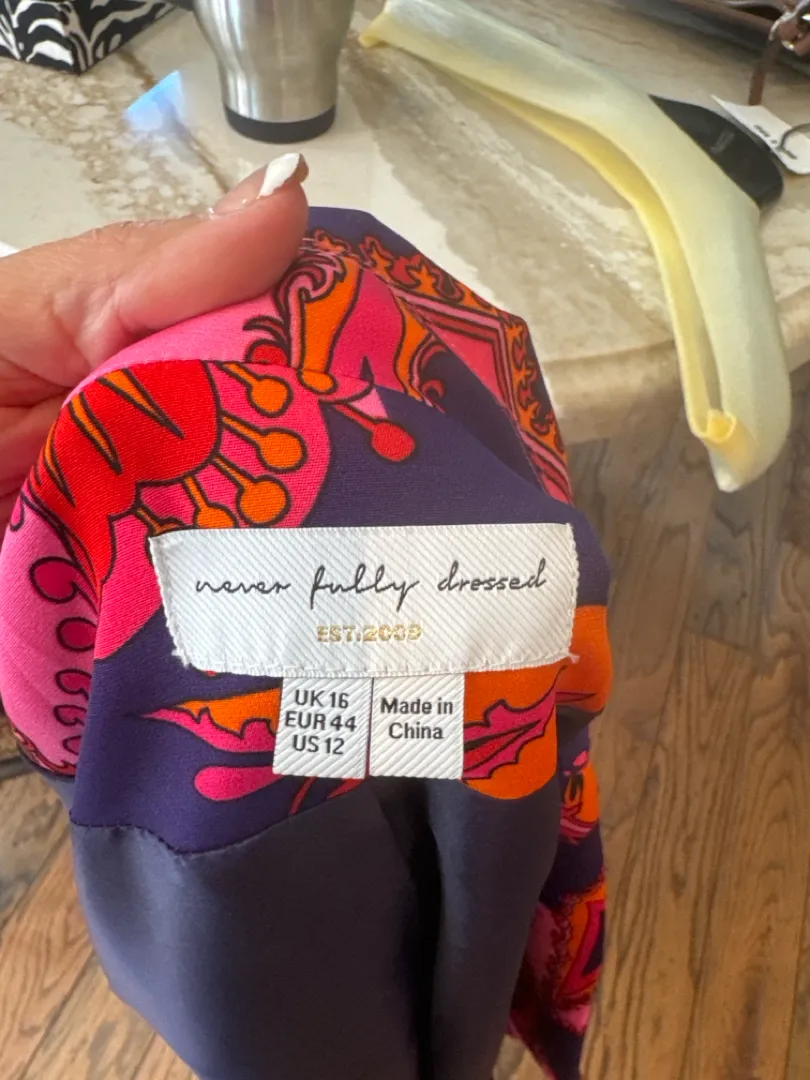 never fully dressed
EST.2009
UK 16
EUR 44
US 12
Made in
China